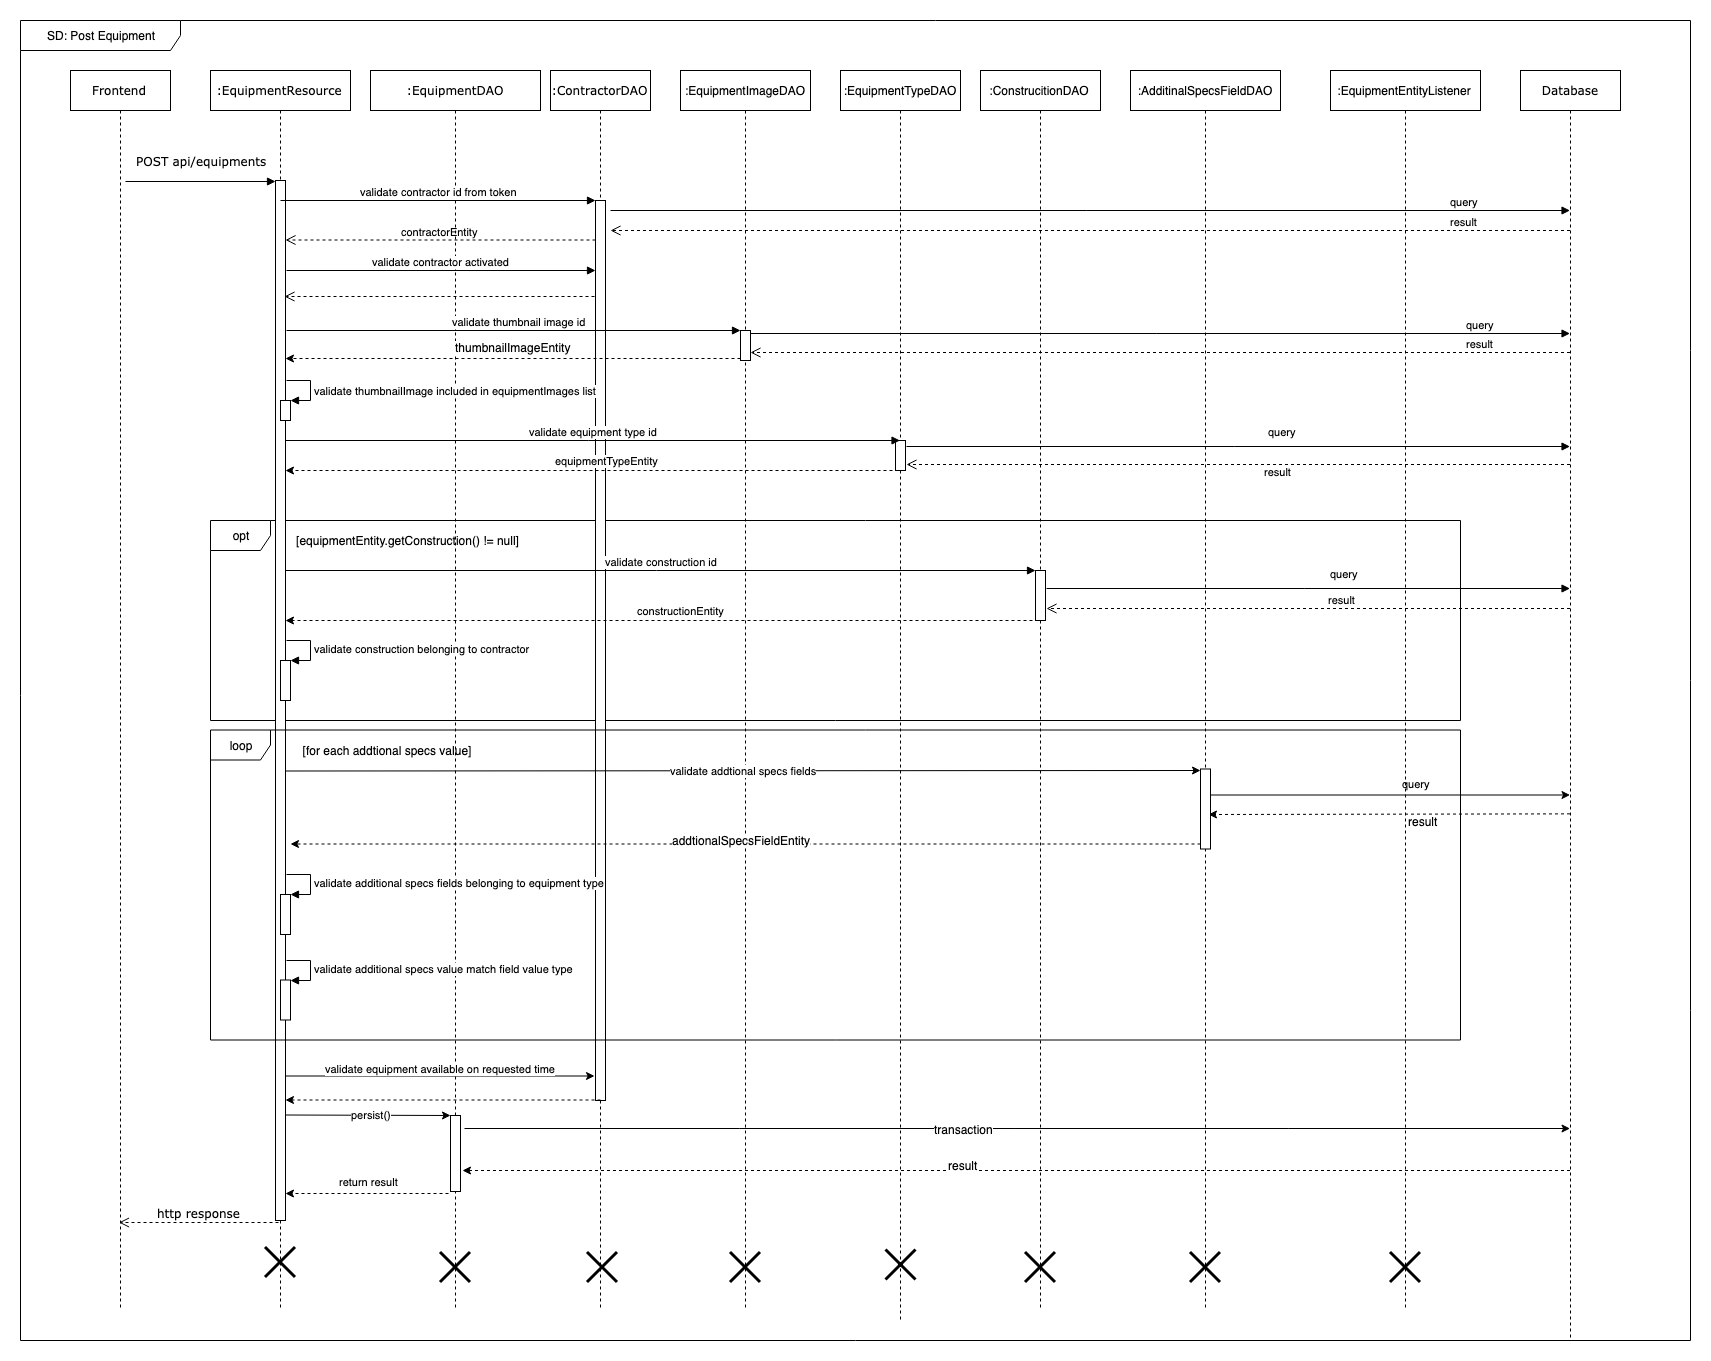 SD: Post Equipment
Frontend
:EquipmentResource
:EquipmentDAO
:ContractorDAO
:EquipmentImageDAO
:EquipmentTypeDAO
:ConstrucitionDAO
:AdditinalSpecsFieldDAO
:EquipmentEntityListener
Database
POST api/equipments
validate contractor id from token
query
result
contractorEntity
validate contractor activated
validate thumbnail image id
query
result
thumbnailImageEntity
validate thumbnailImage included in equipmentImages list
validate equipment type id
query
equipmentTypeEntity
result
opt
[equipmentEntity.getConstruction() != null]
validate construction id
query
result
constructionEntity
validate construction belonging to contractor
loop
[for each addtional specs value]
validate addtional specs fields
query
result
addtionalSpecsFieldEntity
validate additional specs fields belonging to equipment type
validate additional specs value match field value type
validate equipment available on requested time
persist()
transaction
result
return result
http response